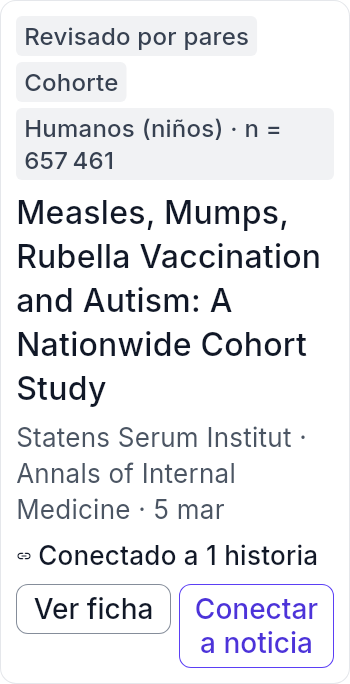 Revisado por pares
Cohorte
Humanos (niños) · n =
657 461
Measles, Mumps,
Rubella Vaccination
and Autism: A
Nationwide Cohort
Study
Statens Serum Institut ·
Annals of Internal
Medicine · 5 mar
Conectado a 1 historia
Ver ficha
Conectar
a noticia